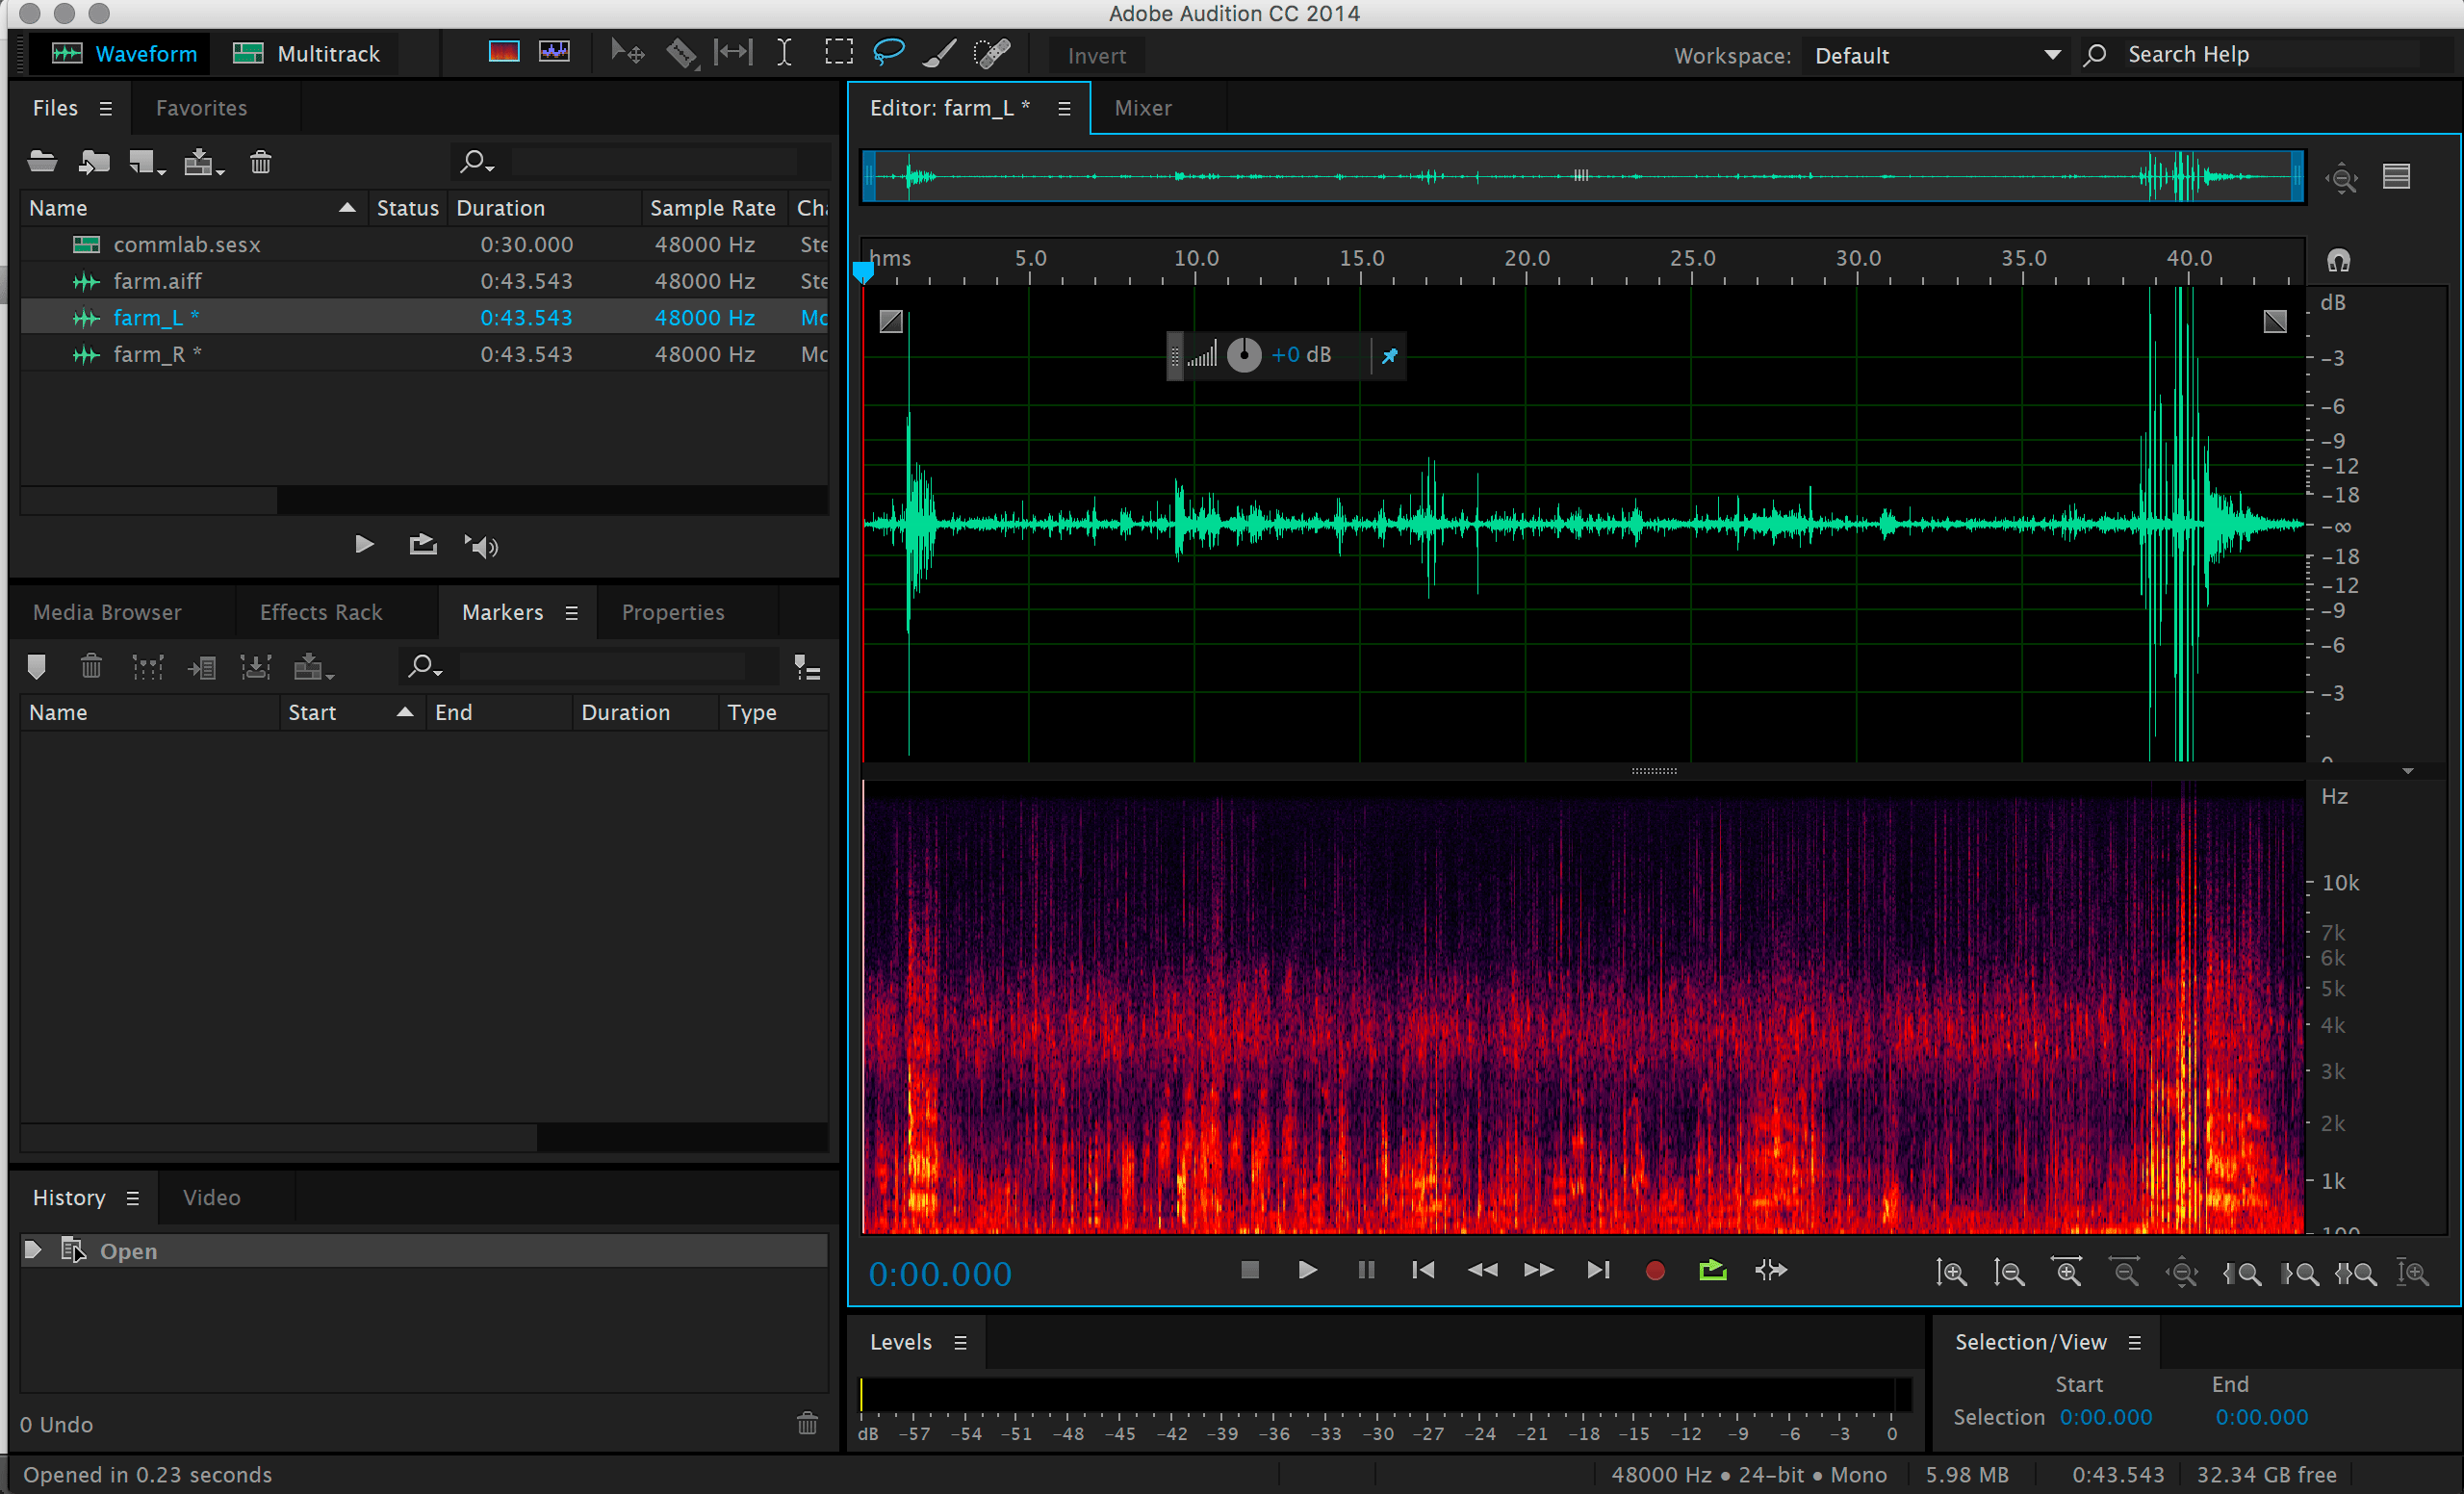 Adobe Audition CC 2014
Waveform Multitrack Invert Workspace: Default Search Help
Files Favorites
Name Status Duration Sample Rate Cha
commlab.sesx 0:30.000 48000 Hz Ste
farm.aiff 0:43.543 48000 Hz Ste
farm_L * 0:43.543 48000 Hz Mo
farm_R * 0:43.543 48000 Hz Mo
Media Browser Effects Rack Markers Properties
Name Start End Duration Type
History Video
Open
0 Undo
Editor: farm_L * Mixer
hms 5.0 10.0 15.0 20.0 25.0 30.0 35.0 40.0
+0 dB
dB
-3
-6
-9
-12
-18
-∞
-18
-12
-9
-6
-3
Hz
10k
7k
6k
5k
4k
3k
2k
1k
100
0:00.000
Levels
dB -57 -54 -51 -48 -45 -42 -39 -36 -33 -30 -27 -24 -21 -18 -15 -12 -9 -6 -3 0
Selection/View
Start End
Selection 0:00.000 0:00.000
Opened in 0.23 seconds 48000 Hz • 24-bit • Mono 5.98 MB 0:43.543 32.34 GB free